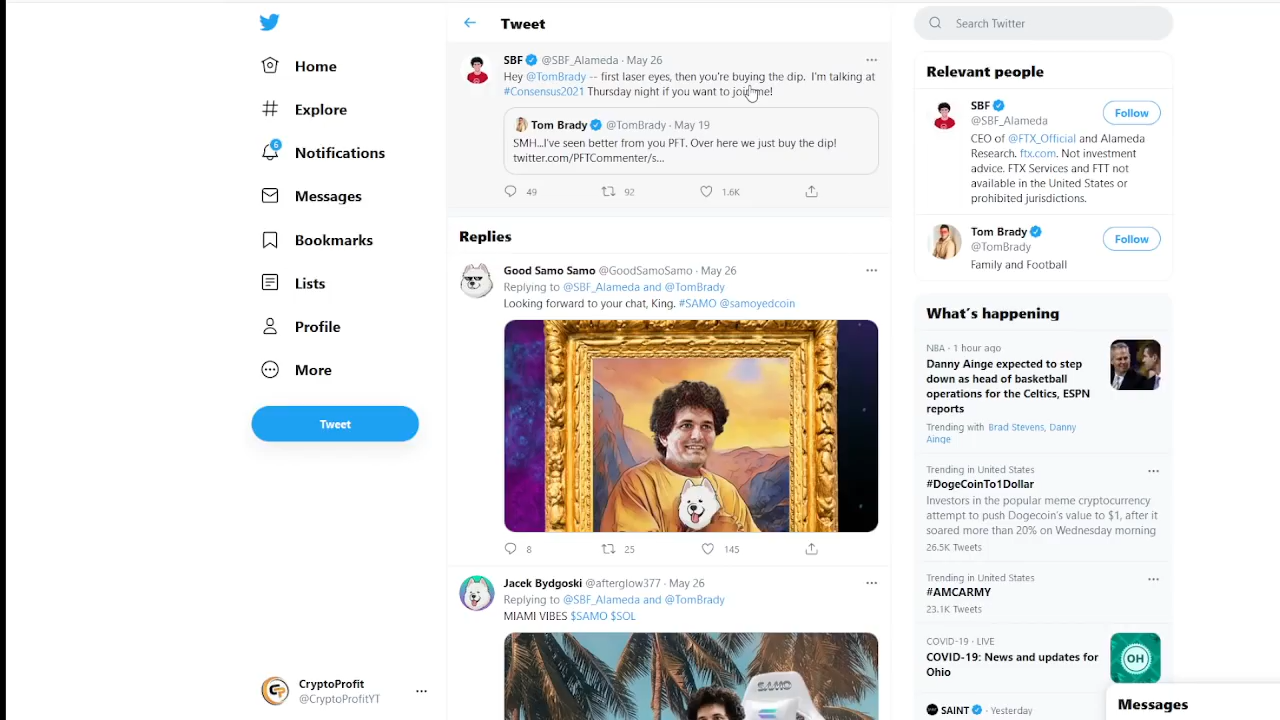 Home
Explore
6
Notifications
Messages
Bookmarks
Lists
Profile
More
Tweet
CryptoProfit
@CryptoProfitYT
Tweet
SBF @SBF_Alameda · May 26
Hey @TomBrady -- first laser eyes, then you're buying the dip. I'm talking at
#Consensus2021 Thursday night if you want to join me!
Tom Brady @TomBrady · May 19
SMH...I've seen better from you PFT. Over here we just buy the dip!
twitter.com/PFTCommenter/s...
49 92 1.6K
Replies
Good Samo Samo @GoodSamoSamo · May 26
Replying to @SBF_Alameda and @TomBrady
Looking forward to your chat, King. #SAMO @samoyedcoin
8 25 145
Jacek Bydgoski @afterglow377 · May 26
Replying to @SBF_Alameda and @TomBrady
MIAMI VIBES $SAMO $SOL
SAMO
Search Twitter
Relevant people
SBF
@SBF_Alameda
Follow
CEO of @FTX_Official and Alameda
Research. ftx.com. Not investment
advice. FTX Services and FTT not
available in the United States or
prohibited jurisdictions.
Tom Brady
@TomBrady
Follow
Family and Football
What's happening
NBA · 1 hour ago
Danny Ainge expected to step
down as head of basketball
operations for the Celtics, ESPN
reports
Trending with Brad Stevens, Danny
Ainge
Trending in United States
#DogeCoinTo1Dollar
Investors in the popular meme cryptocurrency
attempt to push Dogecoin's value to $1, after it
soared more than 20% on Wednesday morning
26.5K Tweets
Trending in United States
#AMCARMY
23.1K Tweets
COVID-19 · LIVE
COVID-19: News and updates for
Ohio
OH
SAINT · Yesterday
Messages